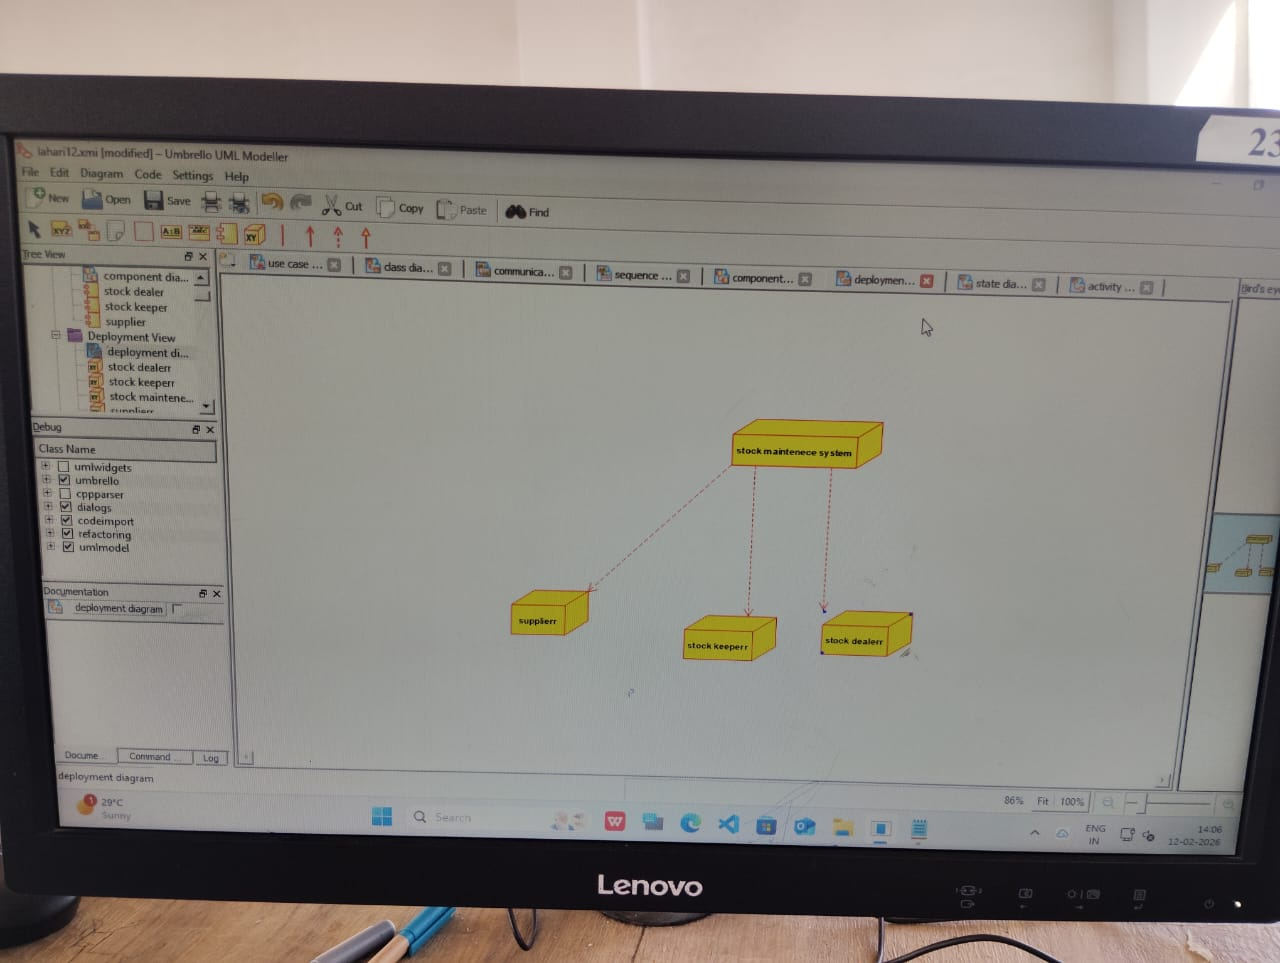 23
lahari12.xmi [modified] – Umbrello UML Modeller
File Edit Diagram Code Settings Help
New Open Save Cut Copy Paste Find
Tree View
use case ... class dia... communica... sequence ... component... deploymen... state dia... activity ...
Bird's eye
component dia...
stock dealer
stock keeper
supplier
Deployment View
deployment di...
stock dealerr
stock keeperr
stock maintene...
supplierr
Debug
Class Name
umlwidgets
umbrello
cppparser
dialogs
codeimport
refactoring
umlmodel
Documentation
deployment diagram
stock maintenece system
supplierr
stock keeperr
stock dealerr
Docume... Command ... Log
deployment diagram
86% Fit 100%
1
29°C
Sunny
Search
ENG
IN
14:06
12-02-2026
Lenovo